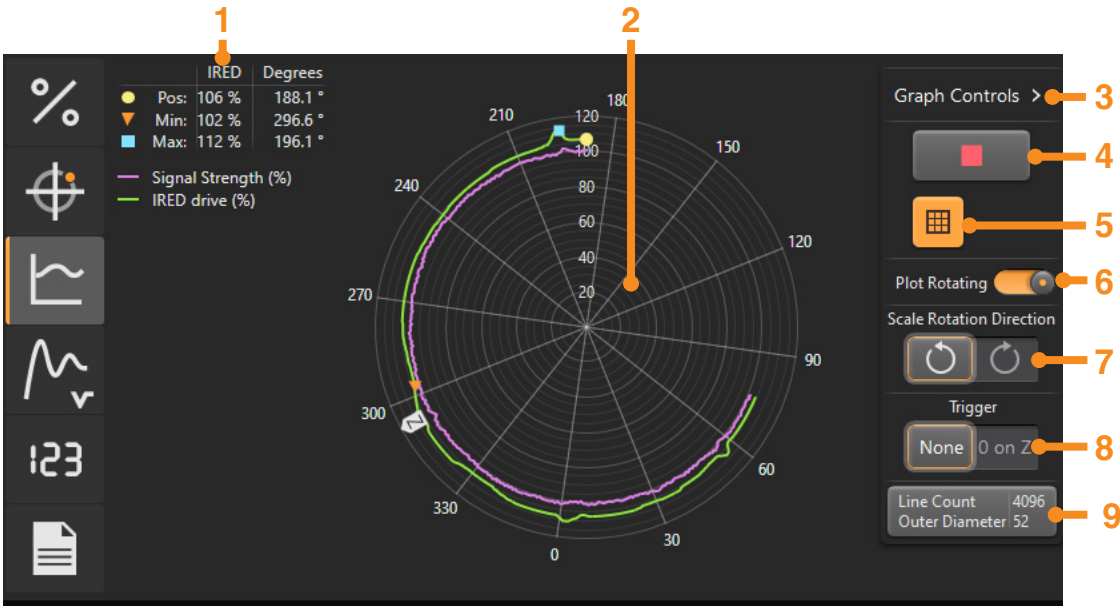 1
2
IRED Degrees
Pos: 106 % 188.1 °
Min: 102 % 296.6 °
Max: 112 % 196.1 °
Signal Strength (%)
IRED drive (%)
120
100
80
60
40
20
180
150
120
90
60
30
0
330
300
270
240
210
Z
%
123
v
Graph Controls > 3
4
5
Plot Rotating 6
Scale Rotation Direction
7
Trigger
None 0 on Z 8
Line Count 4096
Outer Diameter 52
9